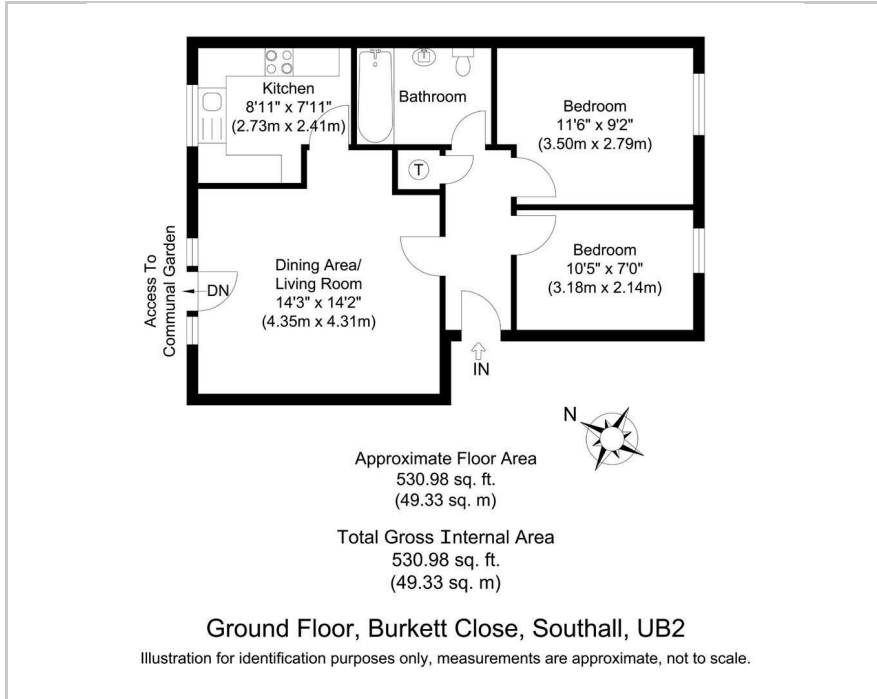 Kitchen
8'11" x 7'11"
(2.73m x 2.41m)
Bathroom
Bedroom
11'6" x 9'2"
(3.50m x 2.79m)
T
Bedroom
10'5" x 7'0"
(3.18m x 2.14m)
Dining Area/
Living Room
14'3" x 14'2"
(4.35m x 4.31m)
Access To
Communal Garden
DN
IN
N
Approximate Floor Area
530.98 sq. ft.
(49.33 sq. m)
Total Gross Internal Area
530.98 sq. ft.
(49.33 sq. m)
Ground Floor, Burkett Close, Southall, UB2
Illustration for identification purposes only, measurements are approximate, not to scale.